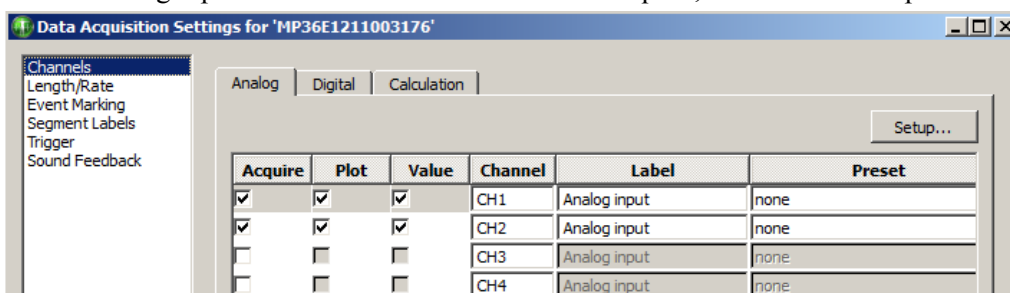 Data Acquisition Settings for 'MP36E1211003176'
Channels
Length/Rate
Event Marking
Segment Labels
Trigger
Sound Feedback
Analog Digital Calculation
Setup...
Acquire Plot Value Channel Label Preset
CH1 Analog input none
CH2 Analog input none
CH3 Analog input none
CH4 Analog input none